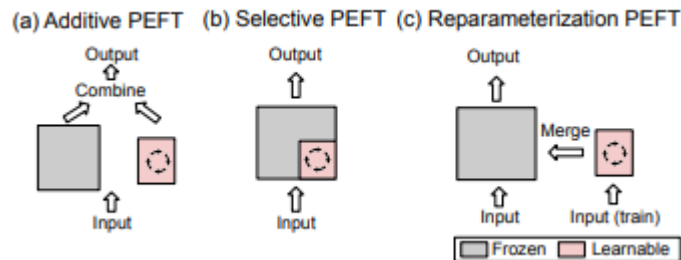 (a) Additive PEFT
Output
Combine
Input
(b) Selective PEFT
Output
Input
(c) Reparameterization PEFT
Output
Merge
Input
Input (train)
Frozen
Learnable